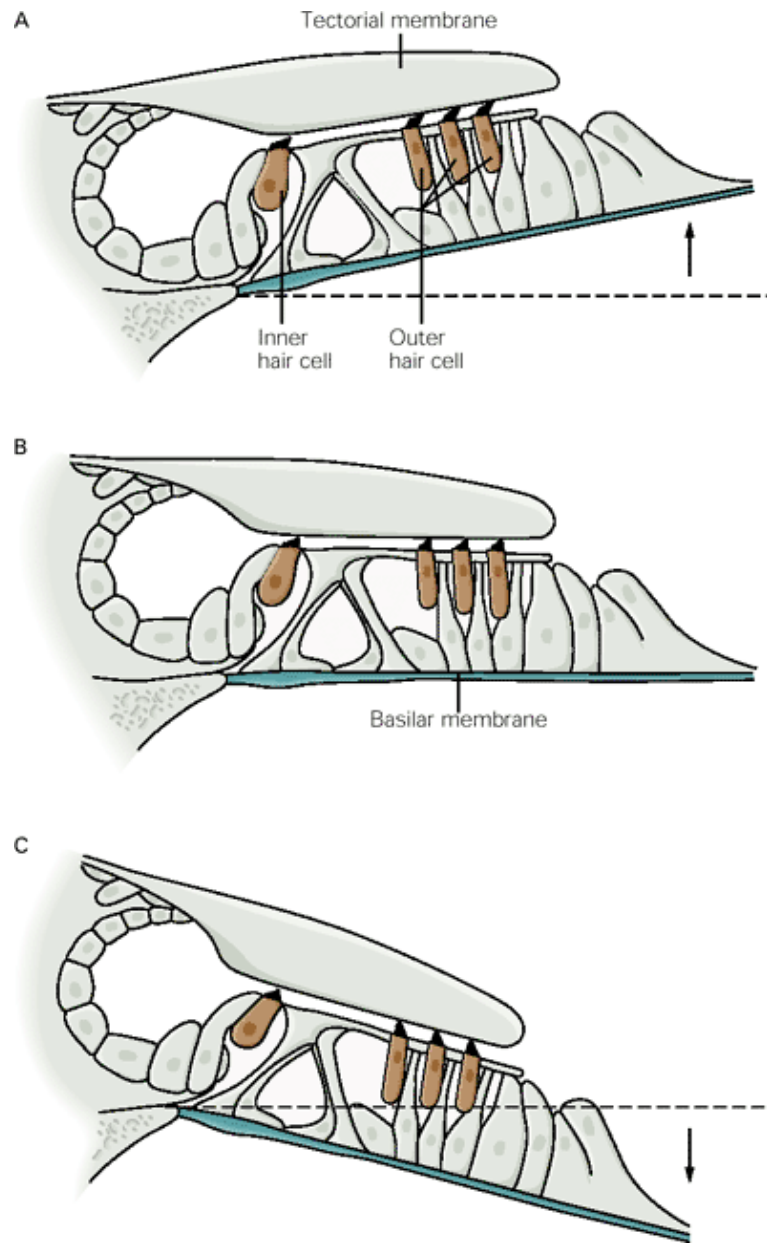 A
Tectorial membrane
Inner
hair cell
Outer
hair cell
B
Basilar membrane
C